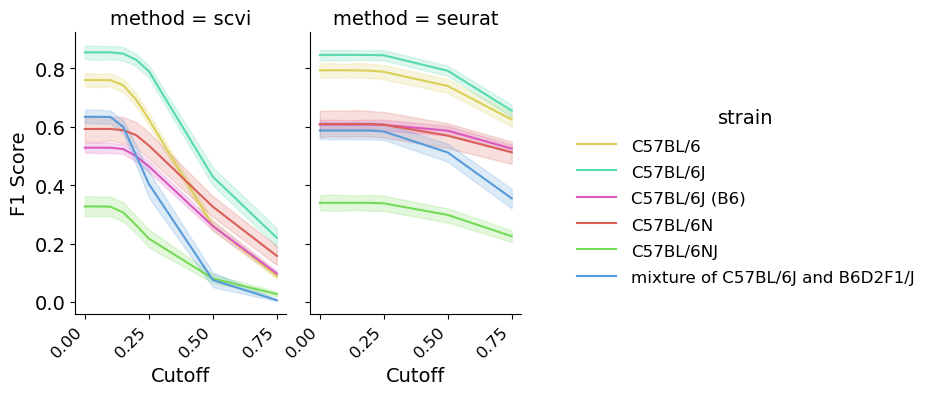 method = scvi
method = seurat
F1 Score
0.8
0.6
0.4
0.2
0.0
0.00
0.25
0.50
0.75
Cutoff
0.00
0.25
0.50
0.75
Cutoff
strain
C57BL/6
C57BL/6J
C57BL/6J (B6)
C57BL/6N
C57BL/6NJ
mixture of C57BL/6J and B6D2F1/J